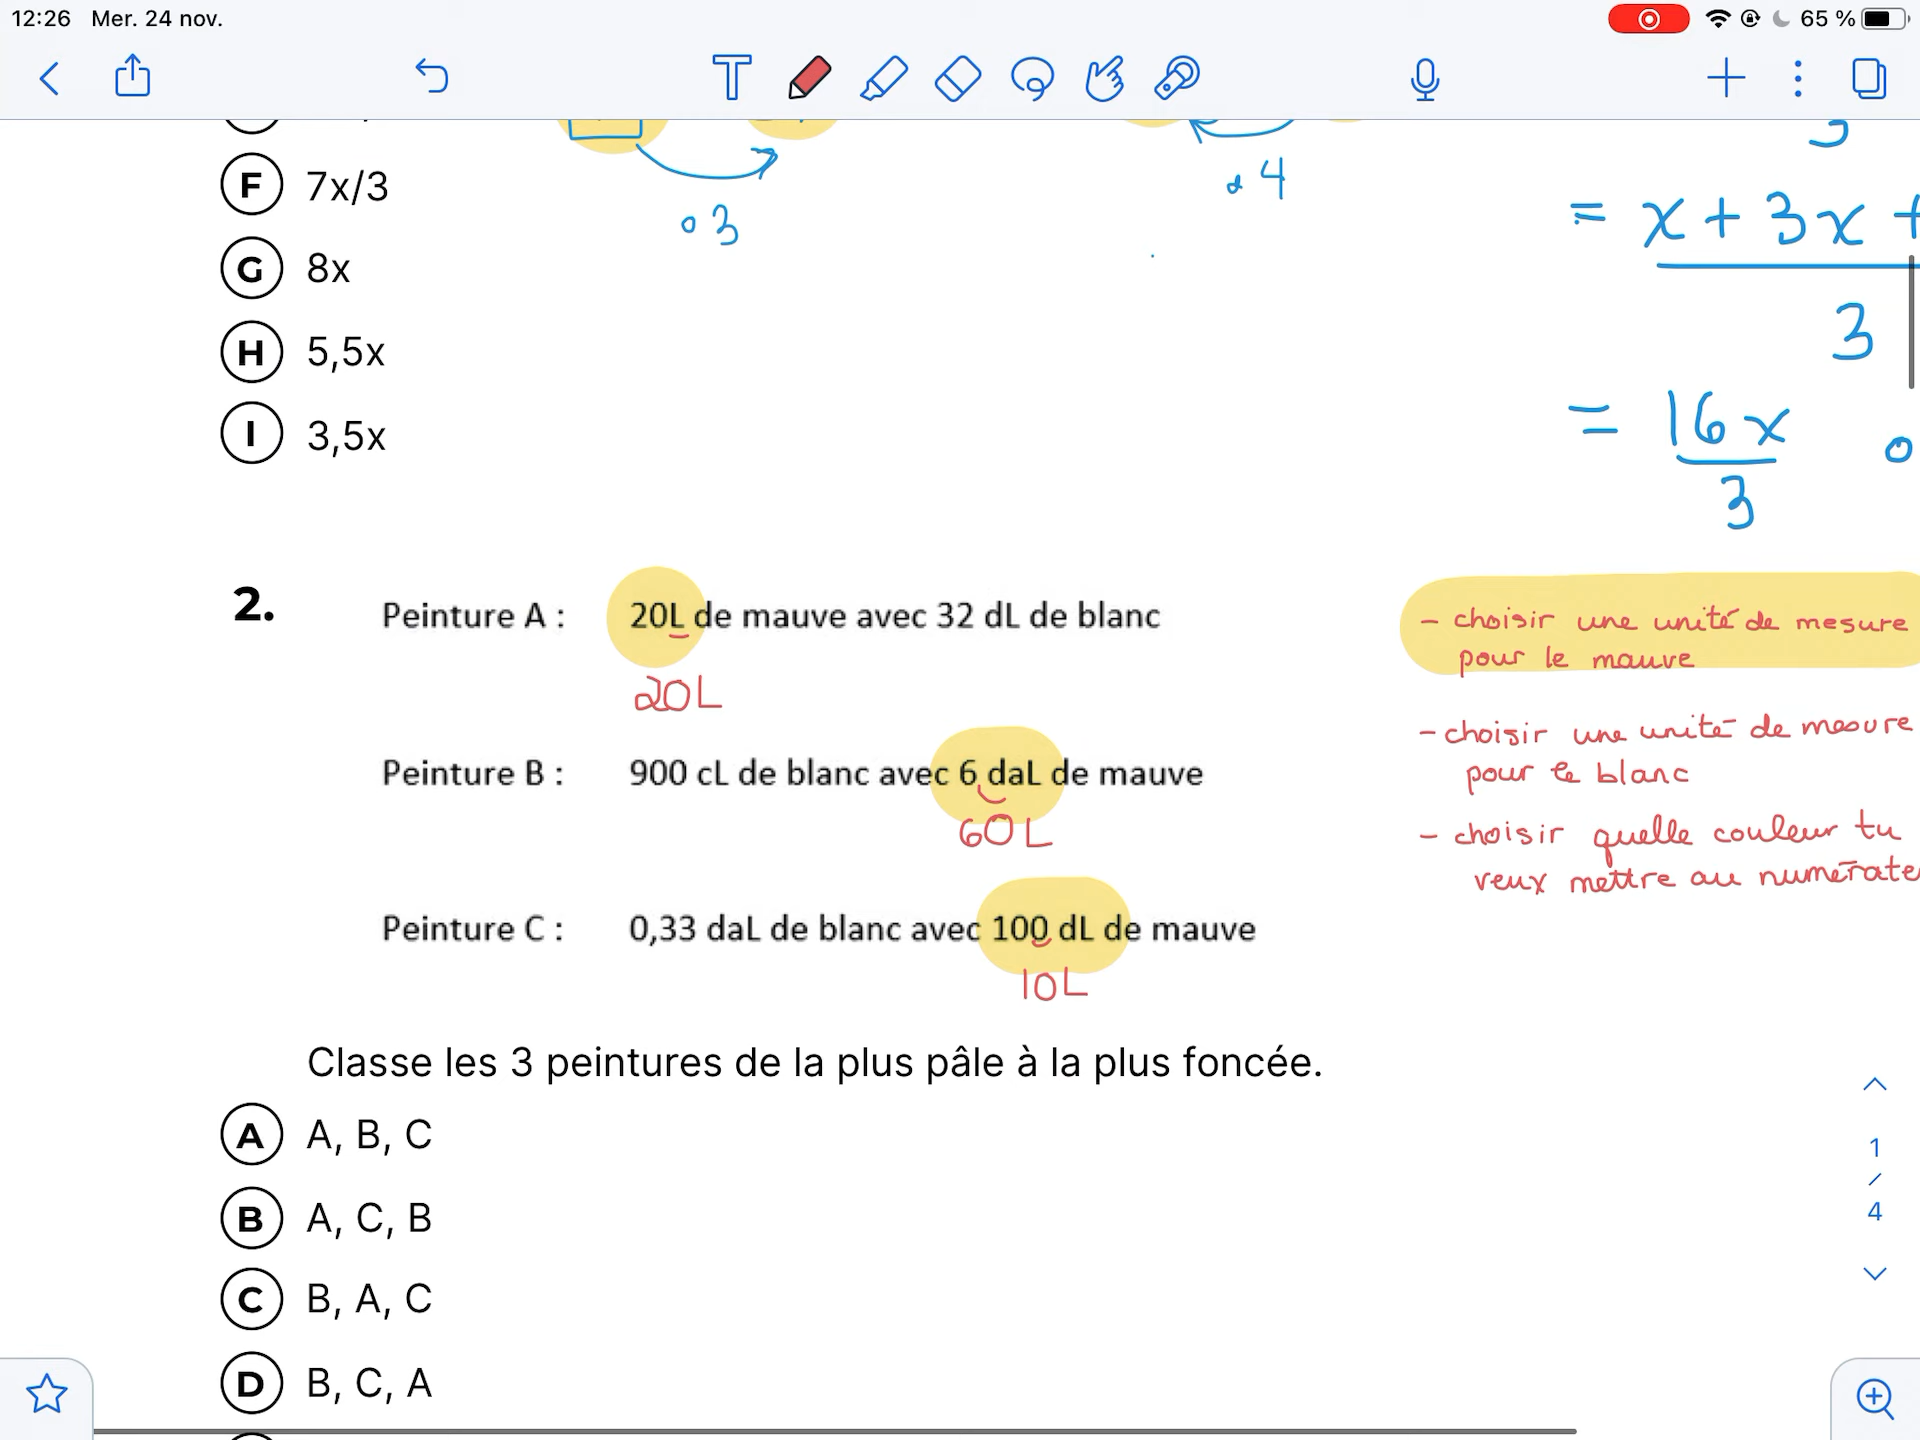 12:26 Mer. 24 nov.
65 %
F 7x/3
° 3
• 4
= x + 3x +
3
G 8x
H 5,5x
= 16x
3
I 3,5x
2.
Peinture A : 20L de mauve avec 32 dL de blanc
20L
Peinture B : 900 cL de blanc avec 6 daL de mauve
60L
Peinture C : 0,33 daL de blanc avec 100 dL de mauve
10L
- choisir une unité de mesure
pour le mauve
- choisir une unité de mesure
pour le blanc
- choisir quelle couleur tu
veux mettre au numérate
Classe les 3 peintures de la plus pâle à la plus foncée.
A A, B, C
B A, C, B
C B, A, C
D B, C, A
1
/
4